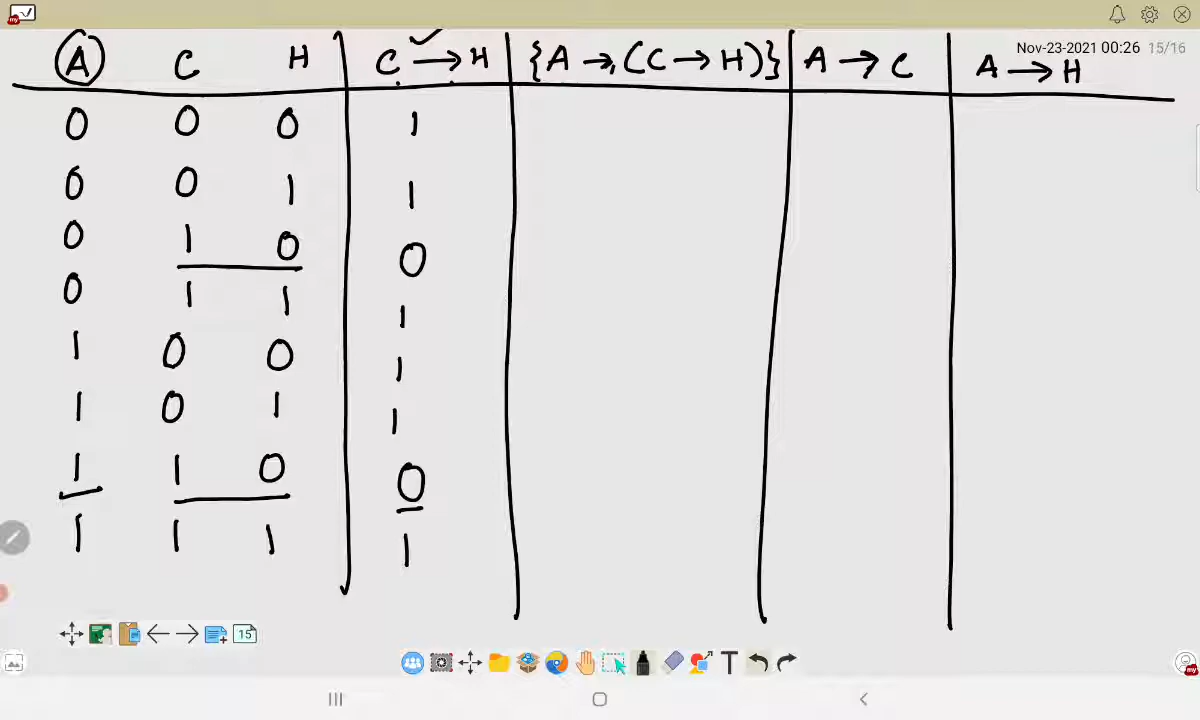 Nov-23-2021 00:26 15/16
A C H C → H {A → (C → H)} A → C A → H
0 0 0 1
0 0 1 1
0 1 0 0
0 1 1 1
1 0 0 1
1 0 1 1
1 1 0 0
1 1 1 1
15
T